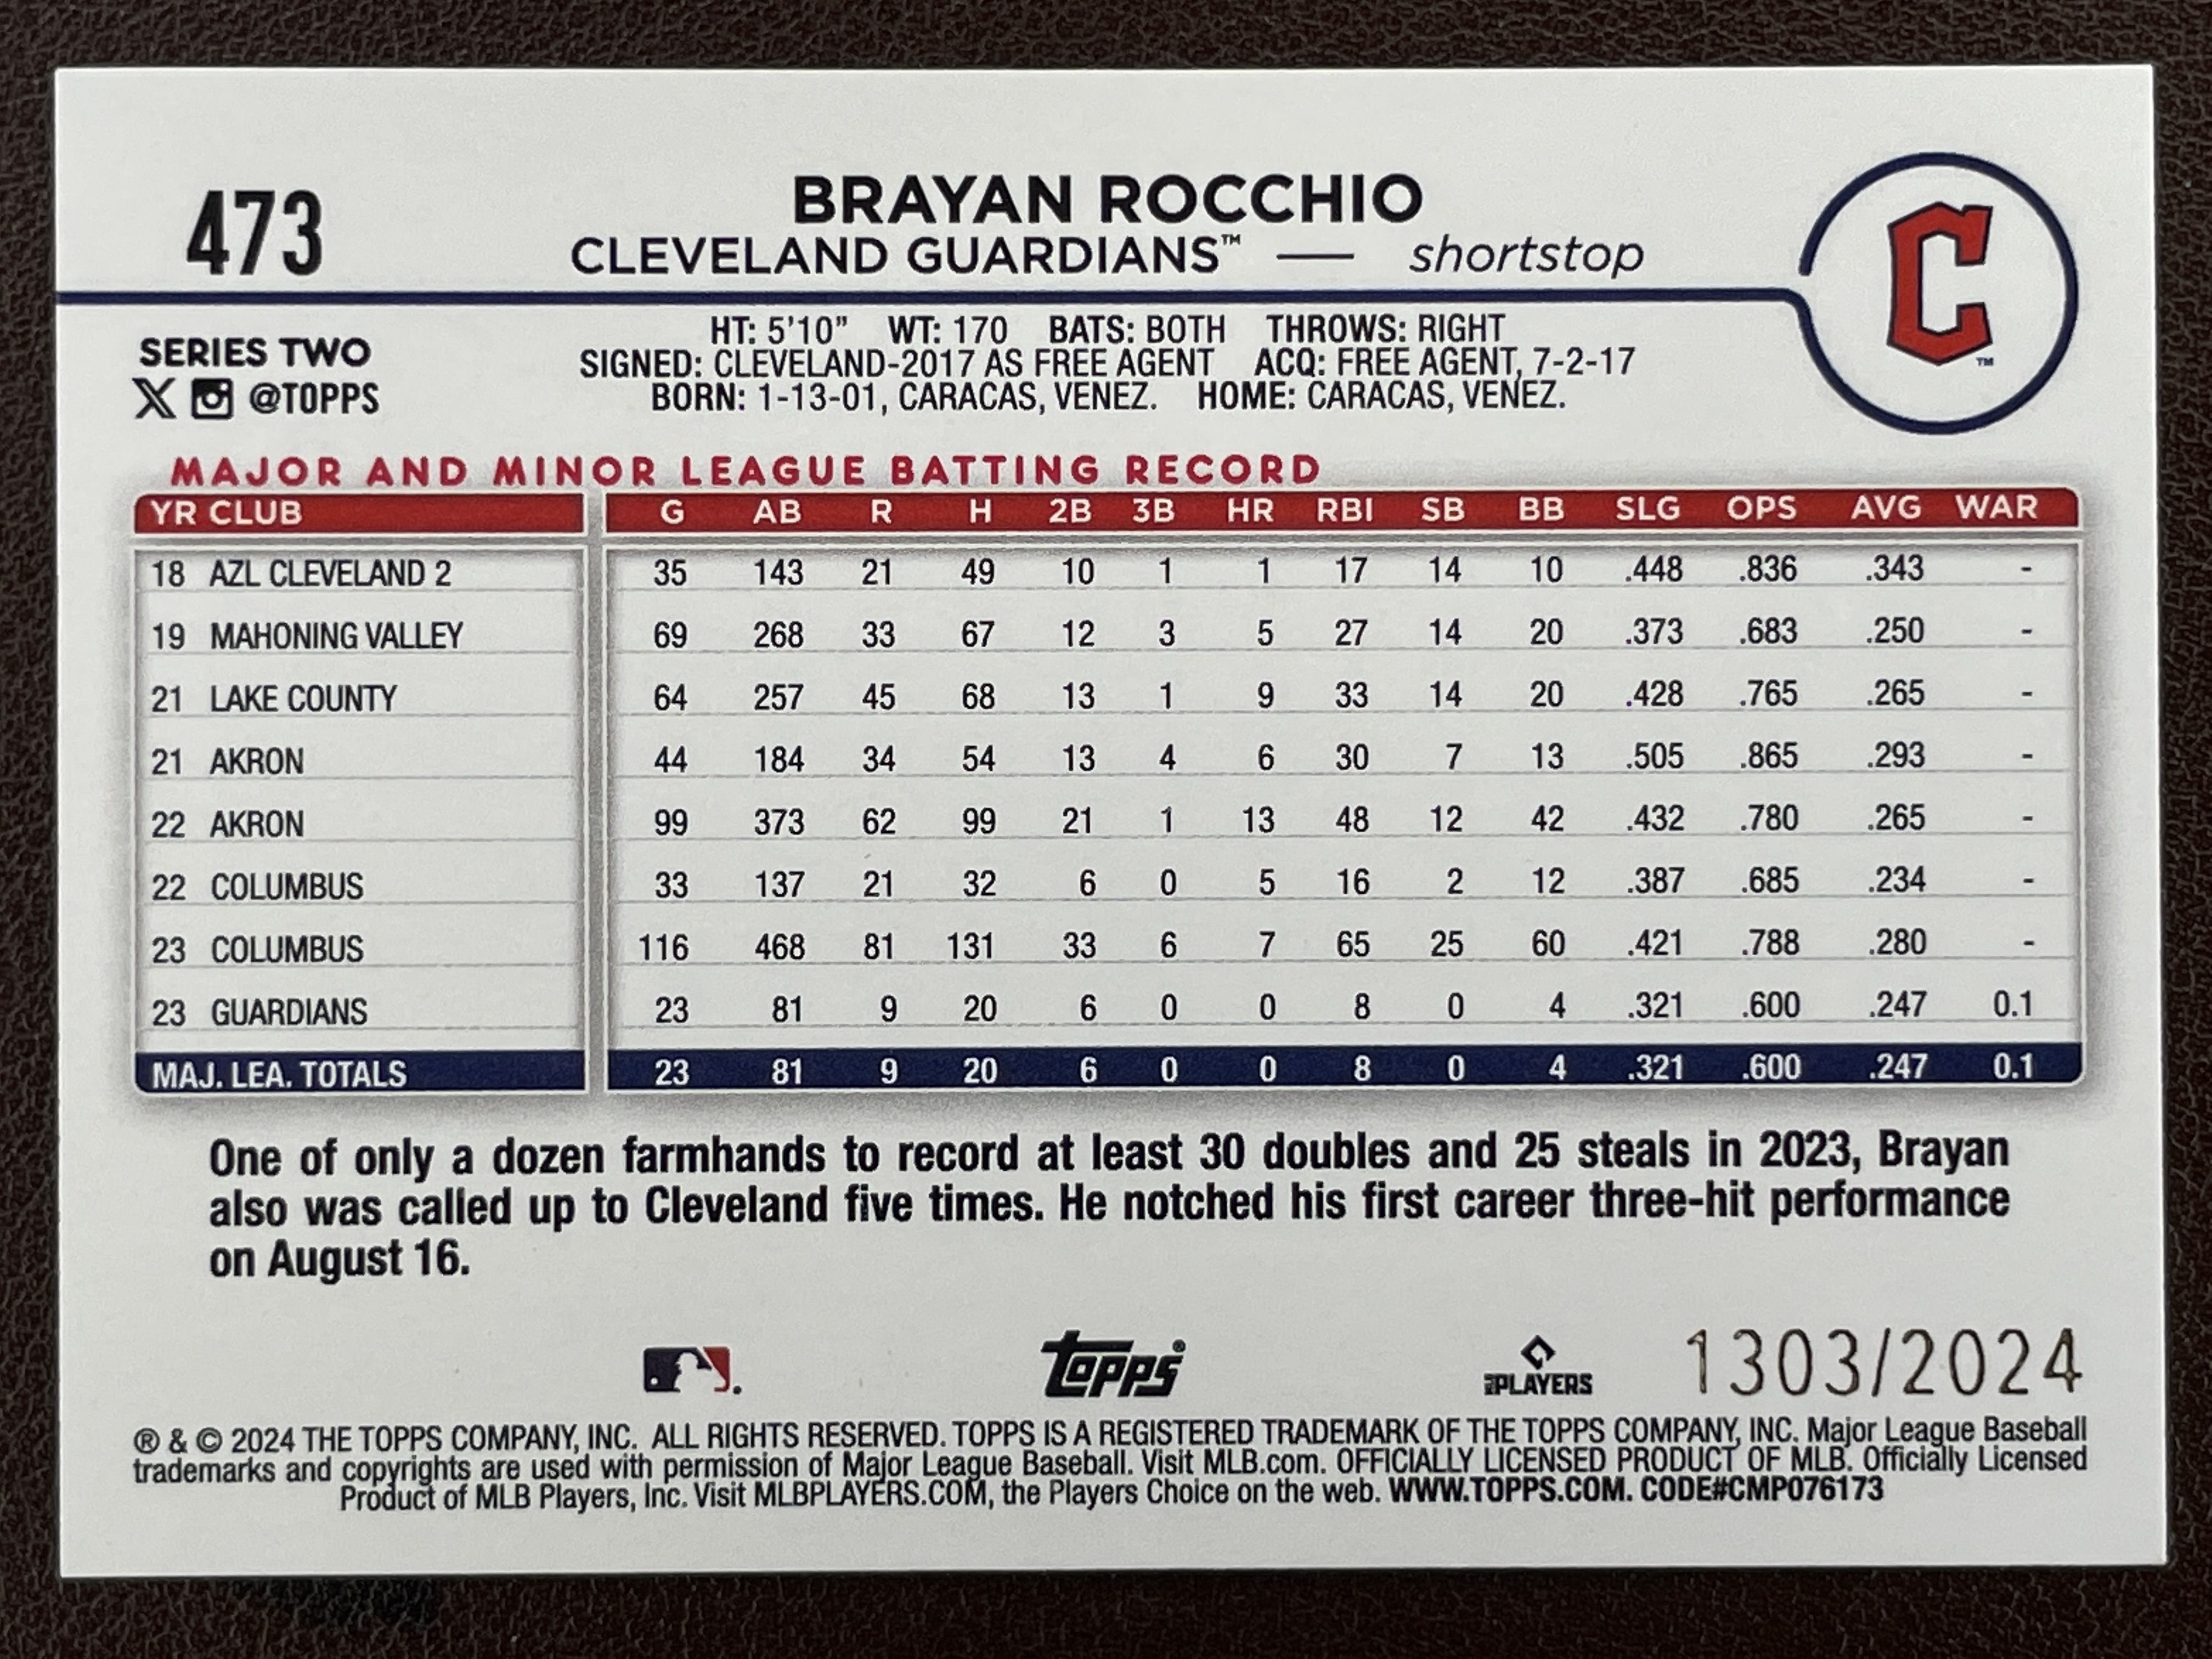 473
BRAYAN ROCCHIO
CLEVELAND GUARDIANS™ — shortstop
C™
SERIES TWO
@TOPPS
HT: 5'10" WT: 170 BATS: BOTH THROWS: RIGHT
SIGNED: CLEVELAND-2017 AS FREE AGENT ACQ: FREE AGENT, 7-2-17
BORN: 1-13-01, CARACAS, VENEZ. HOME: CARACAS, VENEZ.
MAJOR AND MINOR LEAGUE BATTING RECORD
YR CLUB G AB R H 2B 3B HR RBI SB BB SLG OPS AVG WAR
18 AZL CLEVELAND 2 35 143 21 49 10 1 1 17 14 10 .448 .836 .343 -
19 MAHONING VALLEY 69 268 33 67 12 3 5 27 14 20 .373 .683 .250 -
21 LAKE COUNTY 64 257 45 68 13 1 9 33 14 20 .428 .765 .265 -
21 AKRON 44 184 34 54 13 4 6 30 7 13 .505 .865 .293 -
22 AKRON 99 373 62 99 21 1 13 48 12 42 .432 .780 .265 -
22 COLUMBUS 33 137 21 32 6 0 5 16 2 12 .387 .685 .234 -
23 COLUMBUS 116 468 81 131 33 6 7 65 25 60 .421 .788 .280 -
23 GUARDIANS 23 81 9 20 6 0 0 8 0 4 .321 .600 .247 0.1
MAJ. LEA. TOTALS 23 81 9 20 6 0 0 8 0 4 .321 .600 .247 0.1
One of only a dozen farmhands to record at least 30 doubles and 25 steals in 2023, Brayan
also was called up to Cleveland five times. He notched his first career three-hit performance
on August 16.
Topps® PLAYERS 1303/2024
® & © 2024 THE TOPPS COMPANY, INC. ALL RIGHTS RESERVED. TOPPS IS A REGISTERED TRADEMARK OF THE TOPPS COMPANY, INC. Major League Baseball
trademarks and copyrights are used with permission of Major League Baseball. Visit MLB.com. OFFICIALLY LICENSED PRODUCT OF MLB. Officially Licensed
Product of MLB Players, Inc. Visit MLBPLAYERS.COM, the Players Choice on the web. WWW.TOPPS.COM. CODE#CMP076173